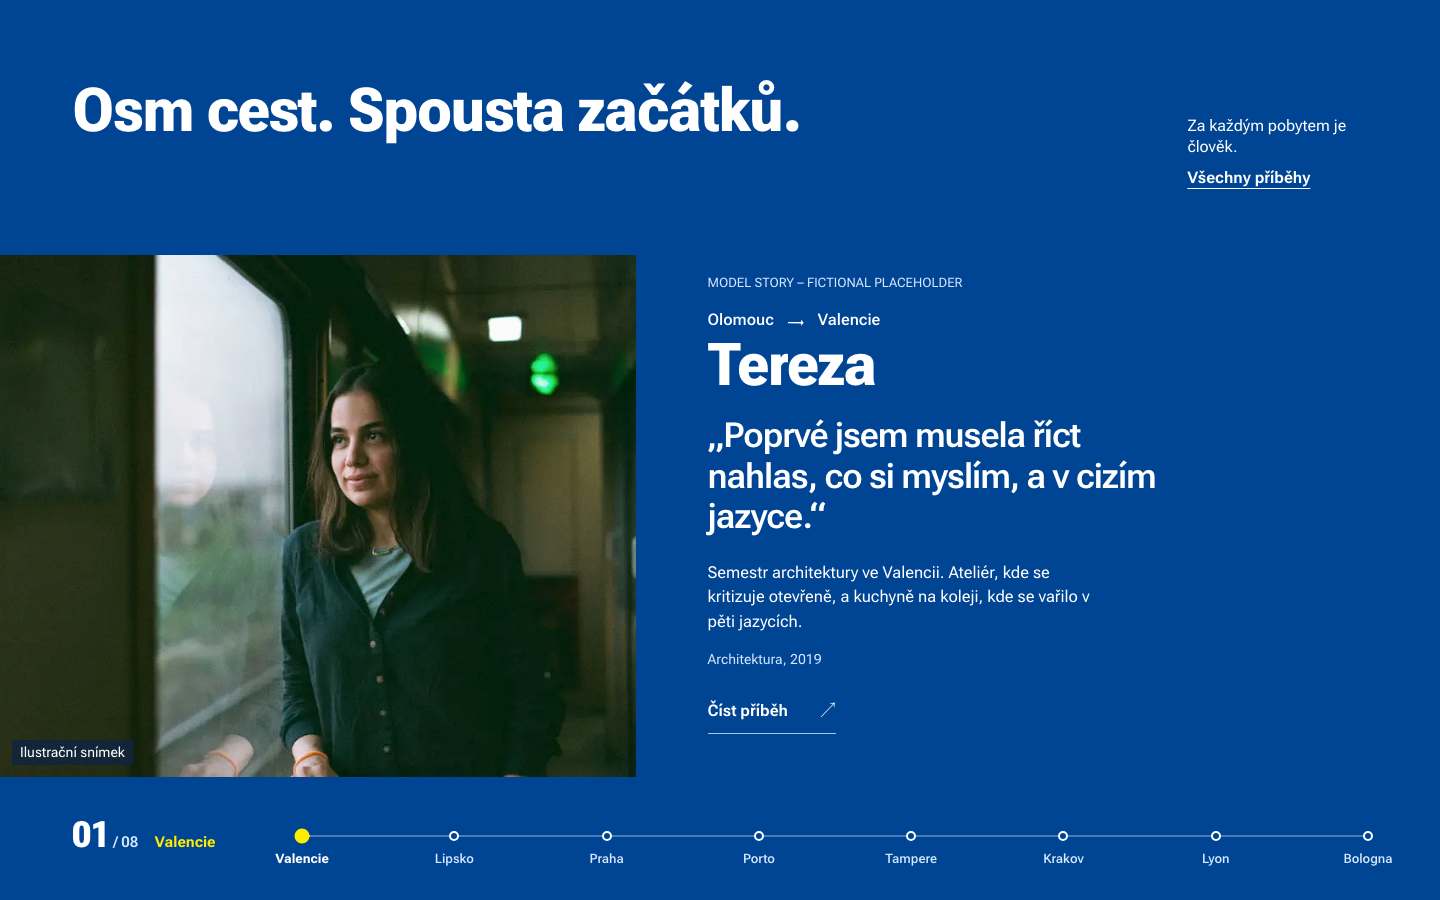 Osm cest. Spousta začátků.
Za každým pobytem je
člověk.
Všechny příběhy
MODEL STORY – FICTIONAL PLACEHOLDER
Olomouc → Valencie
Tereza
„Poprvé jsem musela říct
nahlas, co si myslím, a v cizím
jazyce.“
Semestr architektury ve Valencii. Ateliér, kde se
kritizuje otevřeně, a kuchyně na koleji, kde se vařilo v
pěti jazycích.
Architektura, 2019
Číst příběh ↗
Ilustrační snímek
01 / 08 Valencie
Valencie Lipsko Praha Porto Tampere Krakov Lyon Bologna